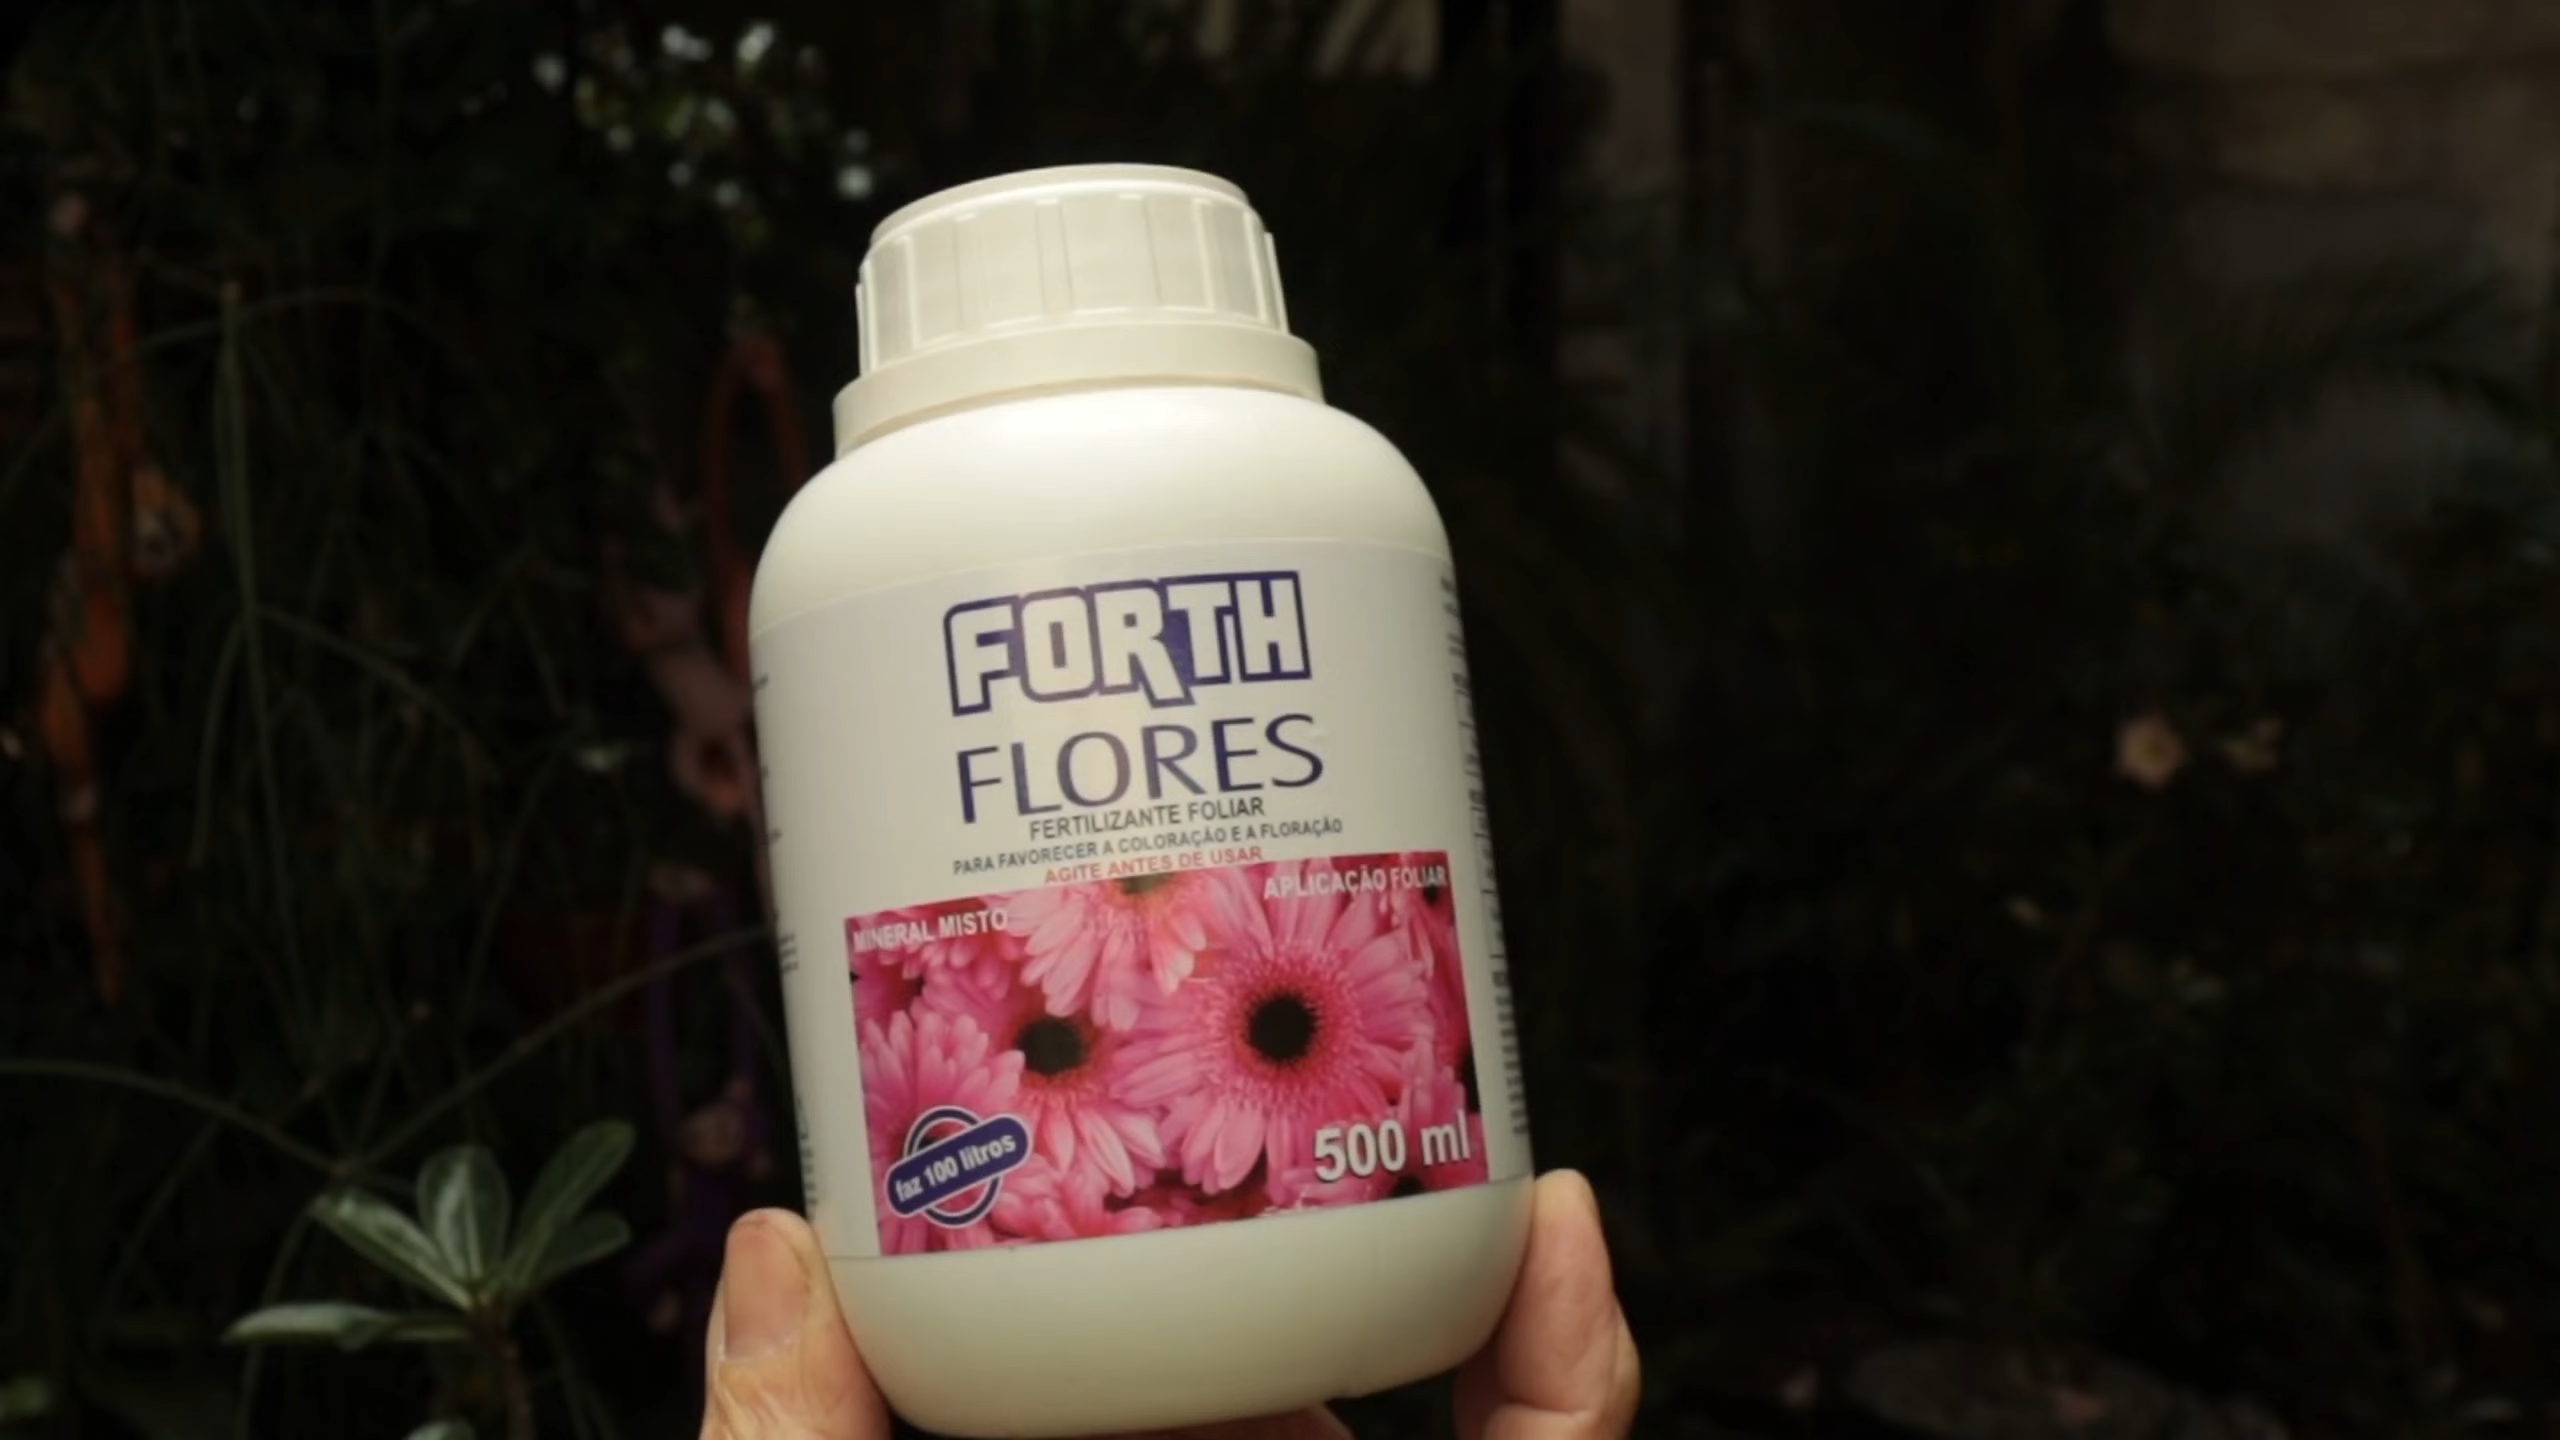 FORTH
FLORES
FERTILIZANTE FOLIAR
PARA FAVORECER A COLORAÇÃO E A FLORAÇÃO
AGITE ANTES DE USAR
MINERAL MISTO
APLICAÇÃO FOLIAR
faz 100 litros
500 ml